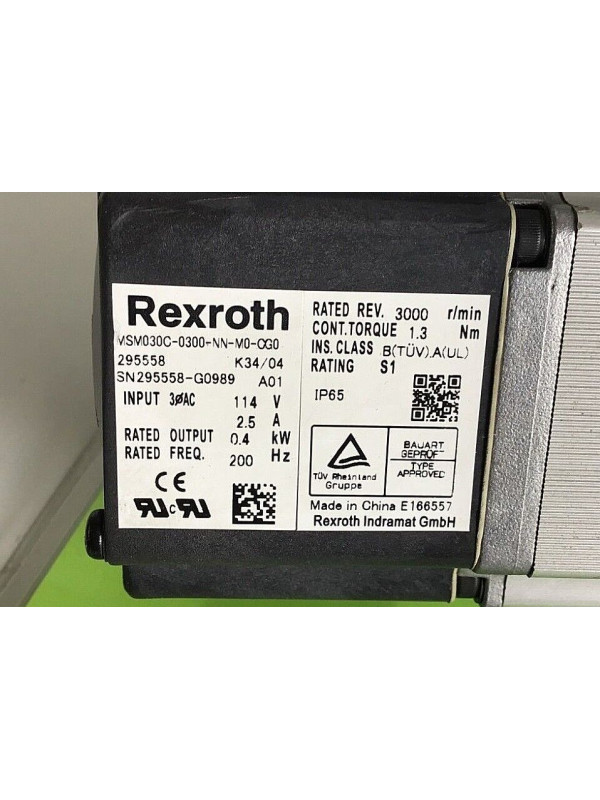 Rexroth
MSM030C-0300-NN-M0-CG0
295558 K34/04
SN295558-G0989 A01
INPUT 3øAC 114 V
2.5 A
RATED OUTPUT 0.4 kW
RATED FREQ. 200 Hz
CE
c
RATED REV. 3000 r/min
CONT.TORQUE 1.3 Nm
INS.CLASS B(TÜV).A(UL)
RATING S1
IP65
TÜV Rheinland
Gruppe
BAUART
GEPRÜFT
TYPE
APPROVED
Made in China E166557
Rexroth Indramat GmbH